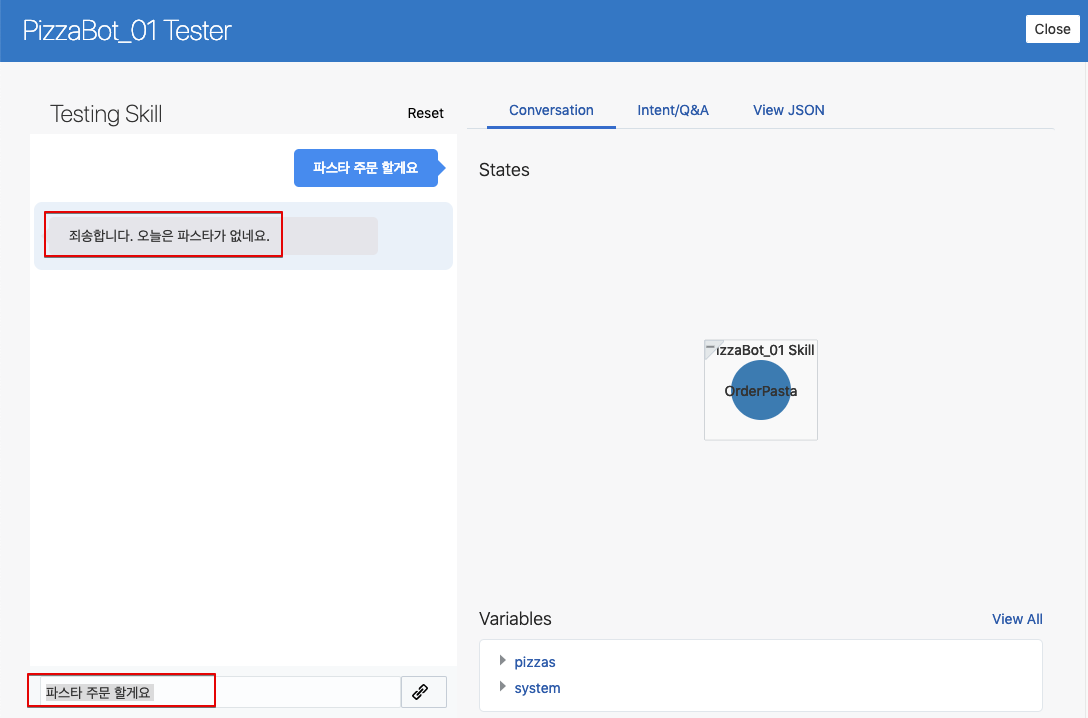 PizzaBot_01 Tester
Close
Testing Skill
Reset
파스타 주문 할게요
죄송합니다. 오늘은 파스타가 없네요.
파스타 주문 할게요
Conversation
Intent/Q&A
View JSON
States
izzaBot_01 Skill
OrderPasta
Variables
View All
pizzas
system